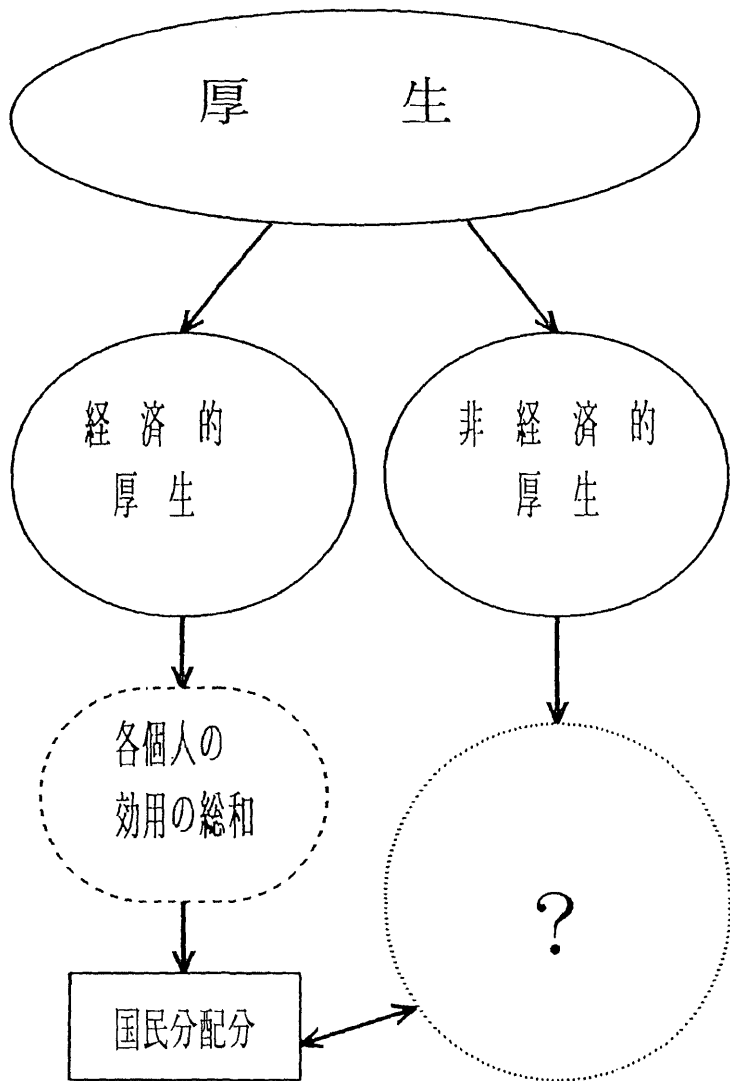 厚生
経済的
厚生
非経済的
厚生
各個人の
効用の総和
?
国民分配分